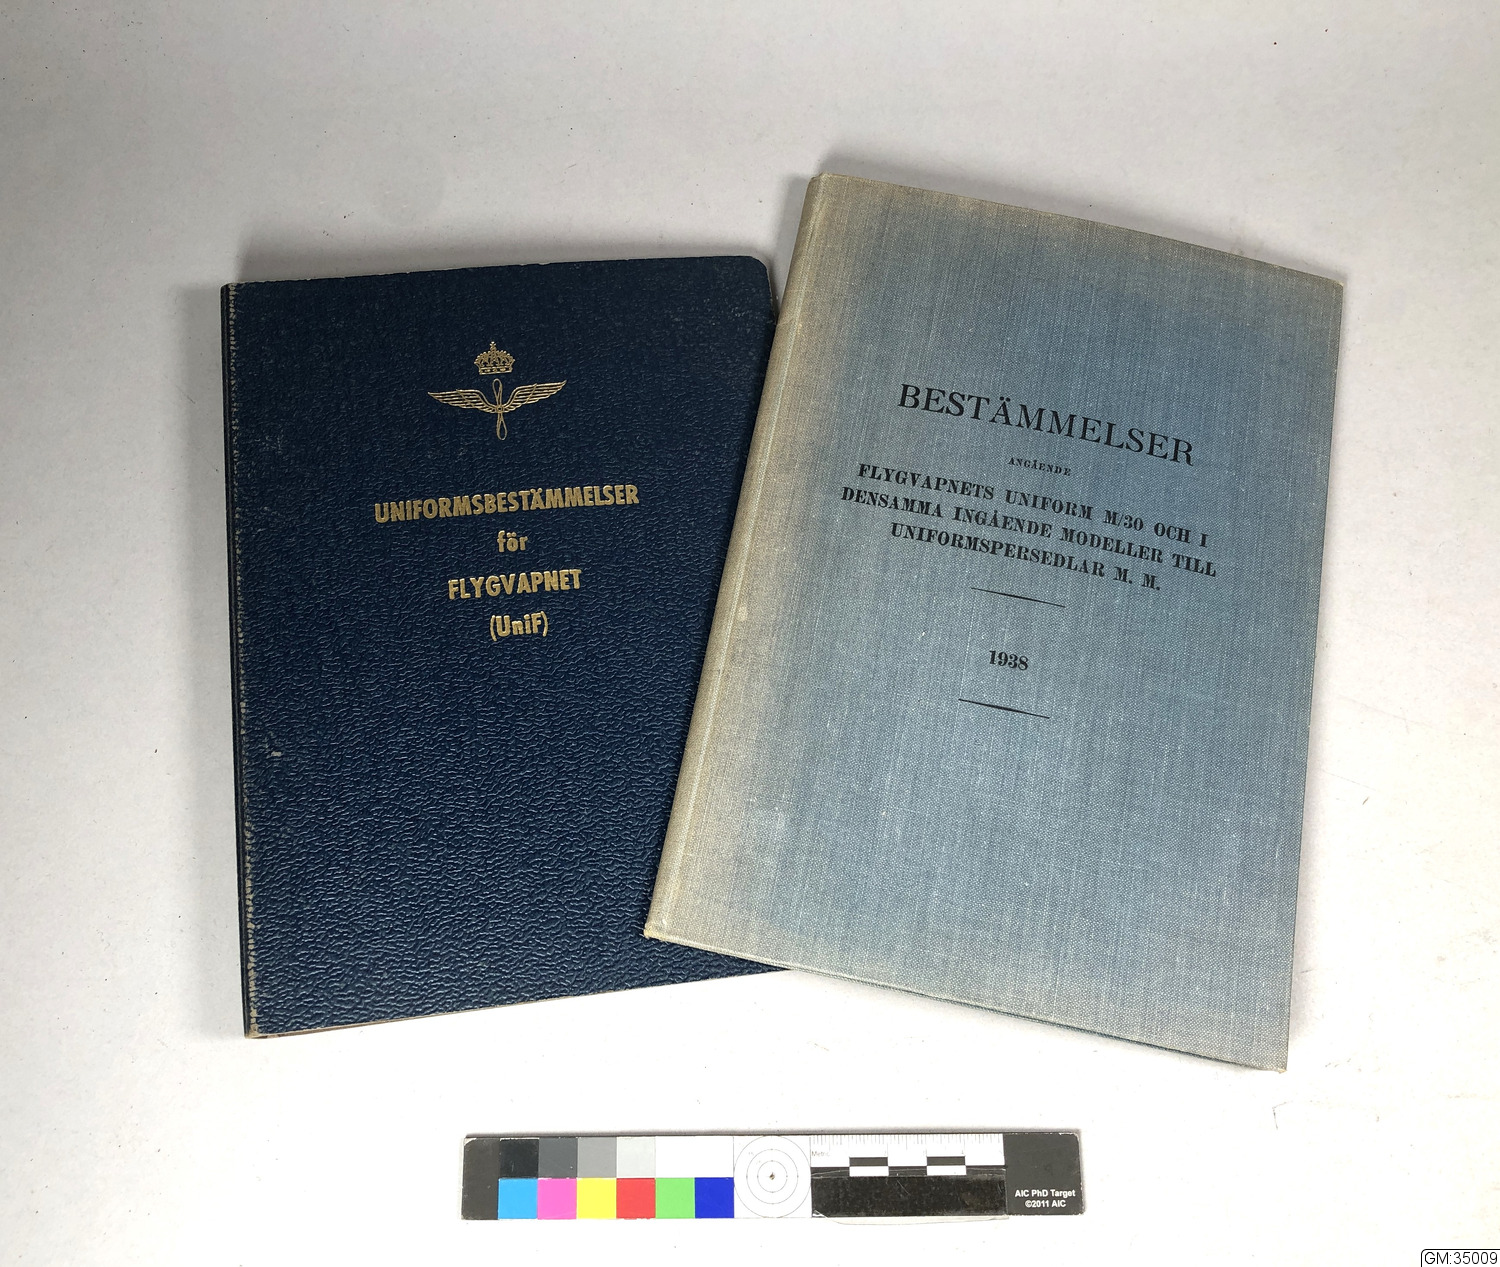 UNIFORMSBESTÄMMELSER
för
FLYGVAPNET
(UniF)
BESTÄMMELSER
ANGÅENDE
FLYGVAPNETS UNIFORM M/30 OCH I
DENSAMMA INGÅENDE MODELLER TILL
UNIFORMSPERSEDLAR M. M.
1938
Metric
AIC PhD Target
©2011 AIC
GM:35009